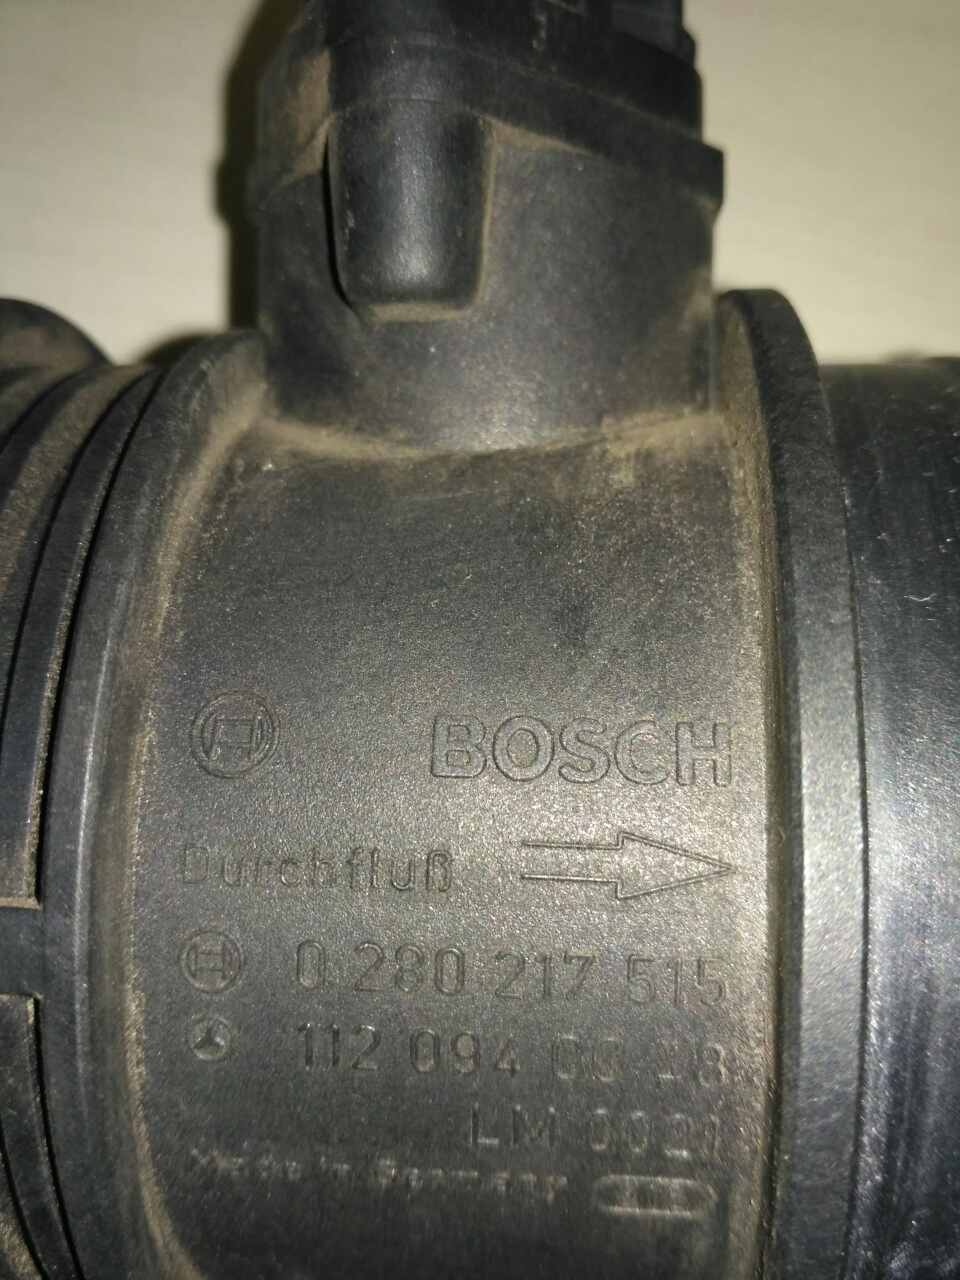 BOSCH
Durchfluß
0 280 217 515
112 094 00 48
LM 0021
Made in Germany